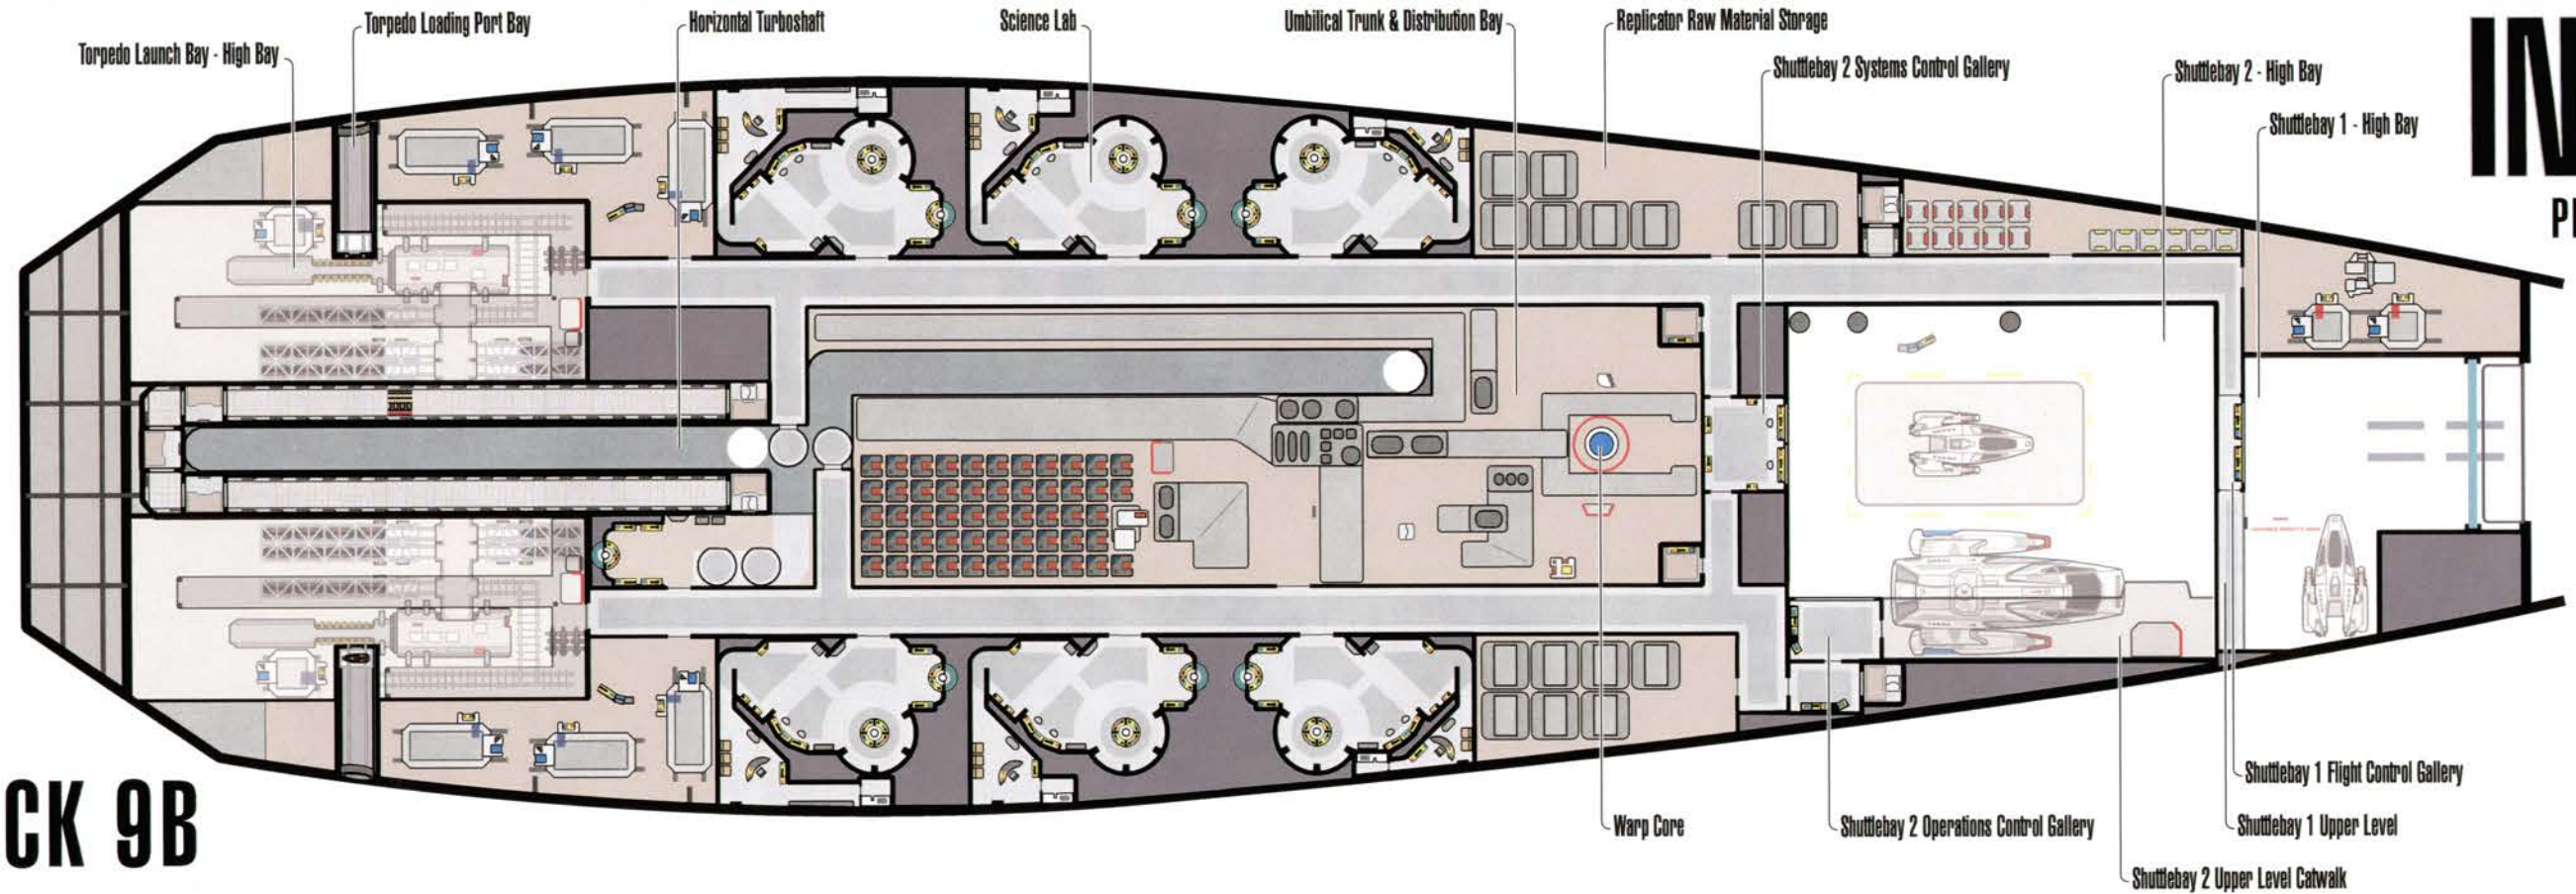 Torpedo Launch Bay - High Bay
Torpedo Loading Port Bay
Horizontal Turboshaft
Science Lab
Umbilical Trunk & Distribution Bay
Replicator Raw Material Storage
Shuttlebay 2 Systems Control Gallery
Shuttlebay 2 - High Bay
Shuttlebay 1 - High Bay
IN
CK 9B
Warp Core
Shuttlebay 2 Operations Control Gallery
Shuttlebay 1 Flight Control Gallery
Shuttlebay 1 Upper Level
Shuttlebay 2 Upper Level Catwalk